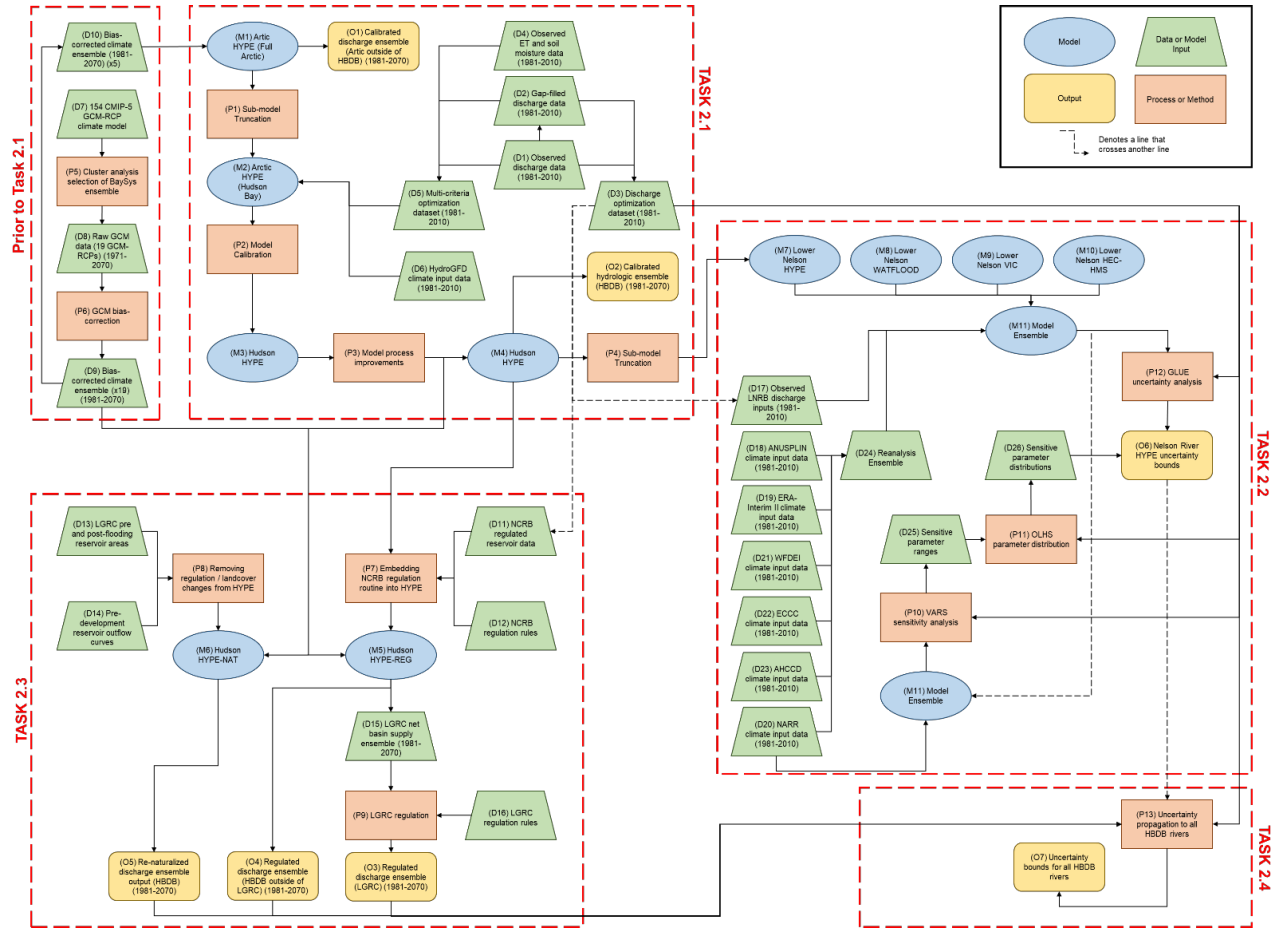 Prior to Task 2.1
(D10) Bias-
corrected climate
ensemble (1981-
2070) (x5)
(D7) 154 CMIP-5
GCM-RCP
climate model
(P5) Cluster analysis
selection of BaySys
ensemble
(D8) Raw GCM
data (19 GCM-
RCPs) (1971-
2070)
(P6) GCM bias-
correction
(D9) Bias-
corrected climate
ensemble (x19)
(1981-2070)
TASK 2.1
(M1) Artic
HYPE (Full
Arctic)
(O1) Calibrated
discharge ensemble
(Artic outside of
HBDB) (1981-2070)
(P1) Sub-model
Truncation
(M2) Arctic
HYPE
(Hudson
Bay)
(P2) Model
Calibration
(M3) Hudson
HYPE
(P3) Model process
improvements
(M4) Hudson
HYPE
(P4) Sub-model
Truncation
(D4) Observed
ET and soil
moisture data
(1981-2010)
(D2) Gap-filled
discharge data
(1981-2010)
(D1) Observed
discharge data
(1981-2010)
(D5) Multi-criteria
optimization
dataset (1981-
2010)
(D3) Discharge
optimization
dataset (1981-
2010)
(D6) HydroGFD
climate input data
(1981-2010)
(O2) Calibrated
hydrologic ensemble
(HBDB) (1981-2070)
Model
Data or Model
Input
Output
Process or Method
Denotes a line that
crosses another line
TASK 2.2
(M7) Lower
Nelson
HYPE
(M8) Lower
Nelson
WATFLOOD
(M9) Lower
Nelson VIC
(M10) Lower
Nelson HEC-
HMS
(M11) Model
Ensemble
(P12) GLUE
uncertainty analysis
(D17) Observed
LNRB discharge
inputs (1981-
2010)
(D18) ANUSPLIN
climate input data
(1981-2010)
(D24) Reanalysis
Ensemble
(D26) Sensitive
parameter
distributions
(O6) Nelson River
HYPE uncertainty
bounds
(D19) ERA-
Interim II climate
input data
(1981-2010)
(D25) Sensitive
parameter
ranges
(P11) OLHS
parameter distribution
(D21) WFDEI
climate input data
(1981-2010)
(D22) ECCC
climate input data
(1981-2010)
(P10) VARS
sensitivity analysis
(D23) AHCCD
climate input data
(1981-2010)
(M11) Model
Ensemble
(D20) NARR
climate input data
(1981-2010)
TASK 2.3
(D13) LGRC pre
and post-flooding
reservoir areas
(P8) Removing
regulation / landcover
changes from HYPE
(D14) Pre-
development
reservoir outflow
curves
(M6) Hudson
HYPE-NAT
(D11) NCRB
regulated
reservoir data
(P7) Embedding
NCRB regulation
routine into HYPE
(D12) NCRB
regulation rules
(M5) Hudson
HYPE-REG
(D15) LGRC net
basin supply
ensemble (1981-
2070)
(P9) LGRC regulation
(D16) LGRC
regulation rules
(O5) Re-naturalized
discharge ensemble
output (HBDB)
(1981-2070)
(O4) Regulated
discharge ensemble
(HBDB outside of
LGRC) (1981-2070)
(O3) Regulated
discharge ensemble
(LGRC) (1981-2070)
TASK 2.4
(P13) Uncertainty
propagation to all
HBDB rivers
(O7) Uncertainty
bounds for all HBDB
rivers